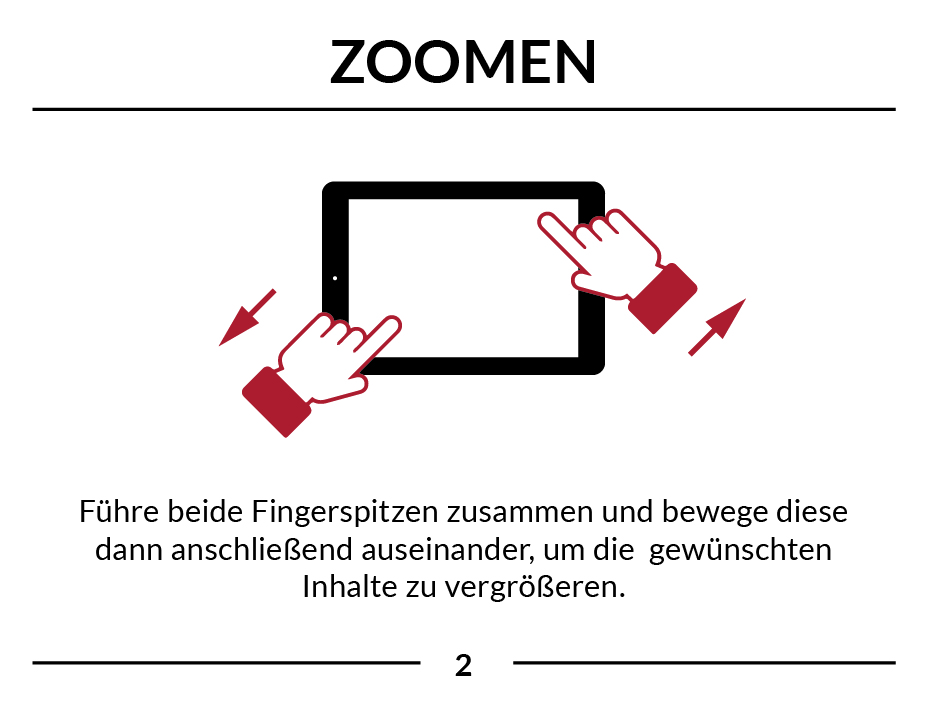 ZOOMEN
Führe beide Fingerspitzen zusammen und bewege diese
dann anschließend auseinander, um die  gewünschten
Inhalte zu vergrößeren.
2